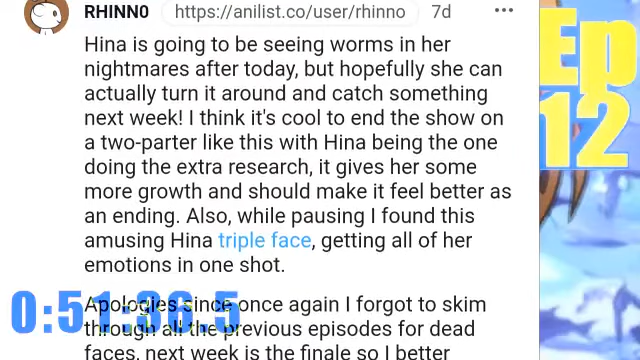 RHINN0 https://anilist.co/user/rhinno 7d ···
Hina is going to be seeing worms in her
nightmares after today, but hopefully she can
actually turn it around and catch something
next week! I think it's cool to end the show on
a two-parter like this with Hina being the one
doing the extra research, it gives her some
more growth and should make it feel better as
an ending. Also, while pausing I found this
amusing Hina triple face, getting all of her
emotions in one shot.
Apologies since once again I forgot to skim
through all the previous episodes for dead
faces, next week is the finale so I better
0:51:36.5
Ep
12